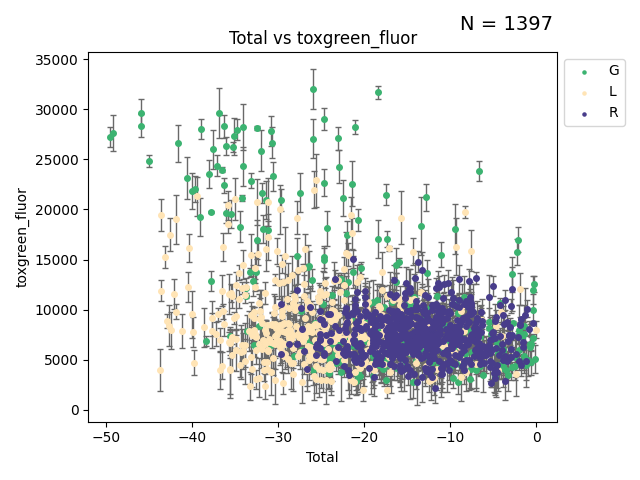 N = 1397
Total vs toxgreen_fluor
35000
30000
25000
20000
15000
10000
5000
0
toxgreen_fluor
−50
−40
−30
−20
−10
0
Total
G
L
R